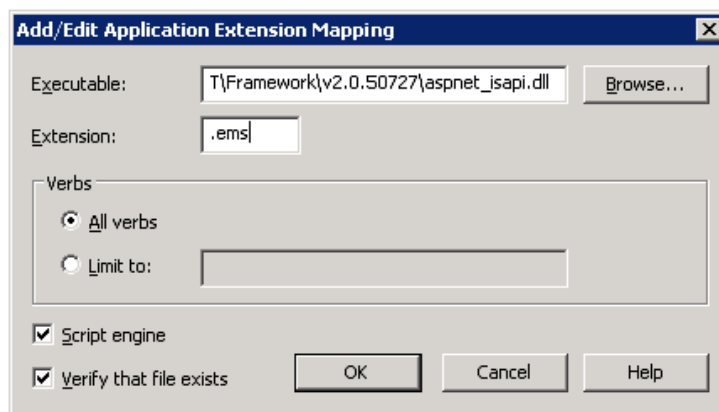 Add/Edit Application Extension Mapping
Executable: T\Framework\v2.0.50727\aspnet_isapi.dll Browse...
Extension: .ems
Verbs
All verbs
Limit to:
Script engine
Verify that file exists OK Cancel Help